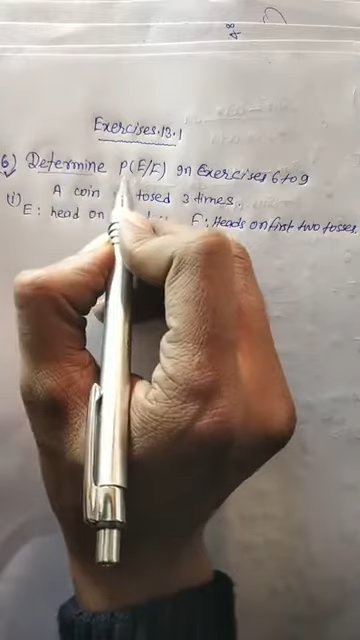 Exercises.13.1
6) Determine P(E/F) in Exercises 6 to 9
A coin tosed 3 times.
(i) E: head on F: Heads on first two tosses.